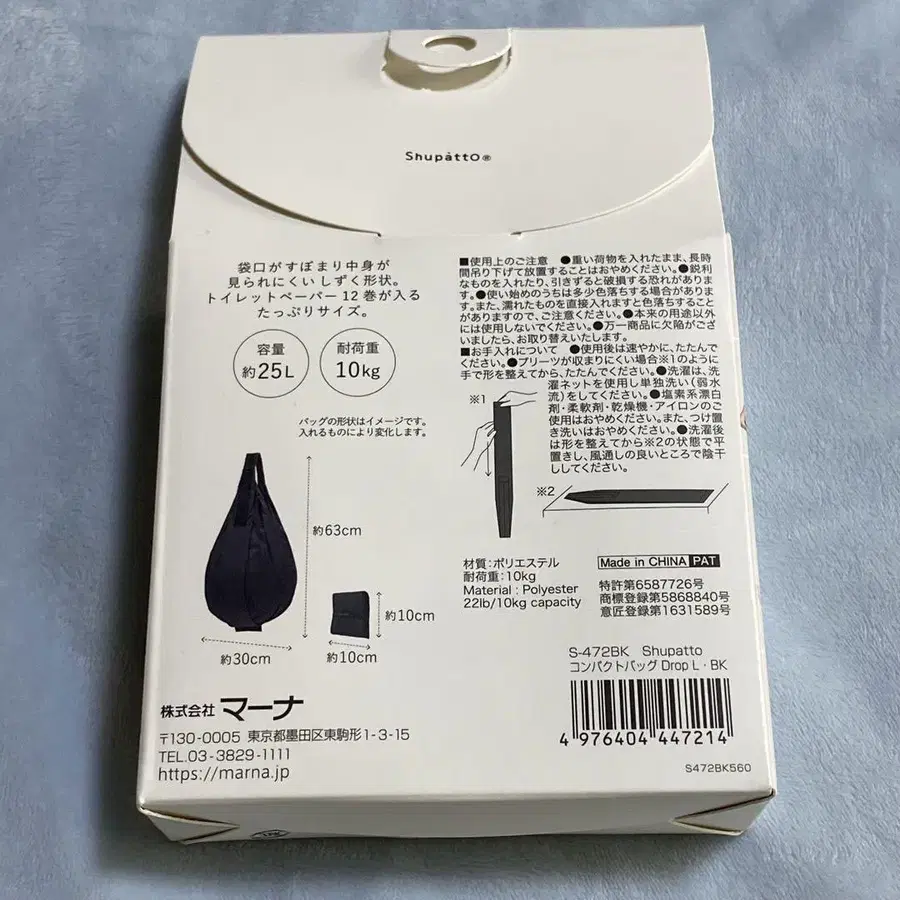 Shupatto®
袋口がすぼまり中身が
見られにくいしずく形状。
トイレットペーパー12巻が入る
たっぷりサイズ。
容量
約25L
耐荷重
10kg
バッグの形状はイメージです。
入れるものにより変化します。
約63cm
約30cm
約10cm
約10cm
■使用上のご注意 ●重い荷物を入れたまま、長時
間吊り下げて放置することはおやめください。●鋭利
なものを入れたり、引きずると破損する恐れがありま
す。●使い始めのうちは多少色落ちする場合がありま
す。また、濡れたものを直接入れますと色落ちすること
がありますので、ご注意ください。●本来の用途以外
には使用しないでください。●万一商品に欠陥がござ
いましたら、お取り替えいたします。
■お手入れについて ●使用後は速やかに、たたんで
ください。●プリーツが収まりにくい場合※1のように
手で形を整えてから、たたんでください。●洗濯は、洗
濯ネットを使用し単独洗い(弱水
流)をしてください。●塩素系漂白
剤・柔軟剤・乾燥機・アイロンのご
使用はおやめください。また、つけ置
き洗いはおやめください。●洗濯後
は形を整えてから※2の状態で平
置きし、風通しの良いところで陰干
ししてください。
※1
※2
材質:ポリエステル
耐荷重:10kg
Material : Polyester
22lb/10kg capacity
Made in CHINA PAT
特許第6587726号
商標登録第5868840号
意匠登録第1631589号
S-472BK Shupatto
コンパクトバッグ Drop L・BK
4 976404 447214
S472BK560
株式会社 マーナ
〒130-0005 東京都墨田区東駒形1-3-15
TEL.03-3829-1111
https://marna.jp